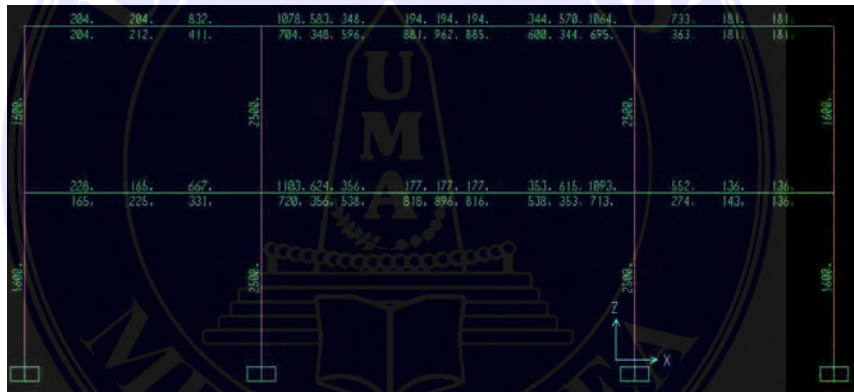 204. 204. 832. 1078. 583. 348. 194. 194. 194. 344. 570. 1064. 733. 181. 181.
204. 212. 411. 704. 348. 596. 881. 962. 885. 600. 344. 695. 363. 181. 181.
1600. 2500. 2500. 1600.
UMA
228. 165. 667. 1103. 624. 356. 177. 177. 177. 353. 615. 1093. 552. 136. 136.
165. 225. 331. 720. 356. 538. 818. 896. 816. 538. 353. 713. 274. 143. 136.
1600. 2500. 2500. 1600.
Z
X